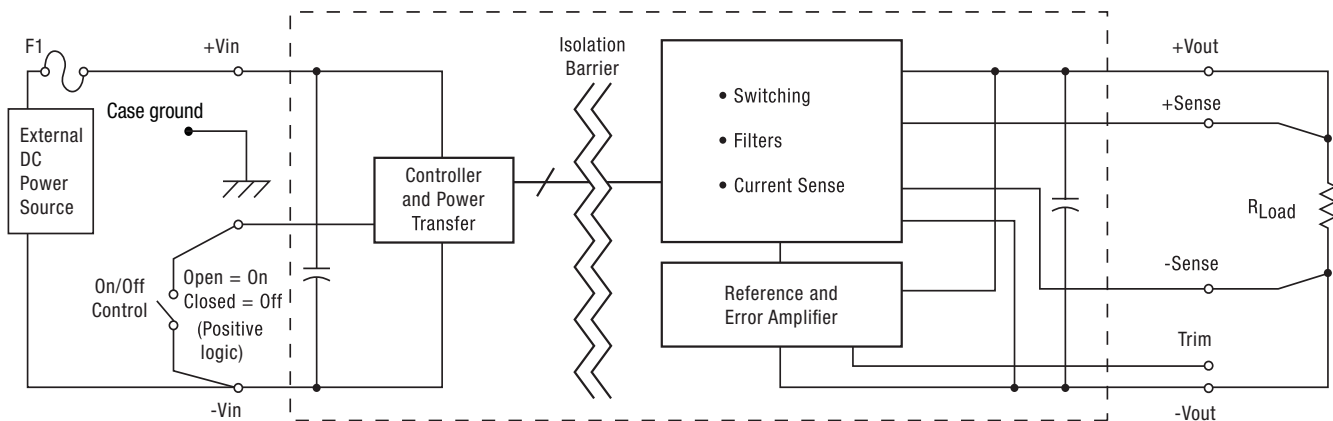 F1
+Vin
Isolation
Barrier
+Vout
• Switching
+Sense
Case ground
External
DC
Power
Source
• Filters
Controller
and Power
Transfer
• Current Sense
RLoad
On/Off
Control
Open = On
Closed = Off
(Positive
logic)
Reference and
Error Amplifier
-Sense
Trim
-Vin
-Vout